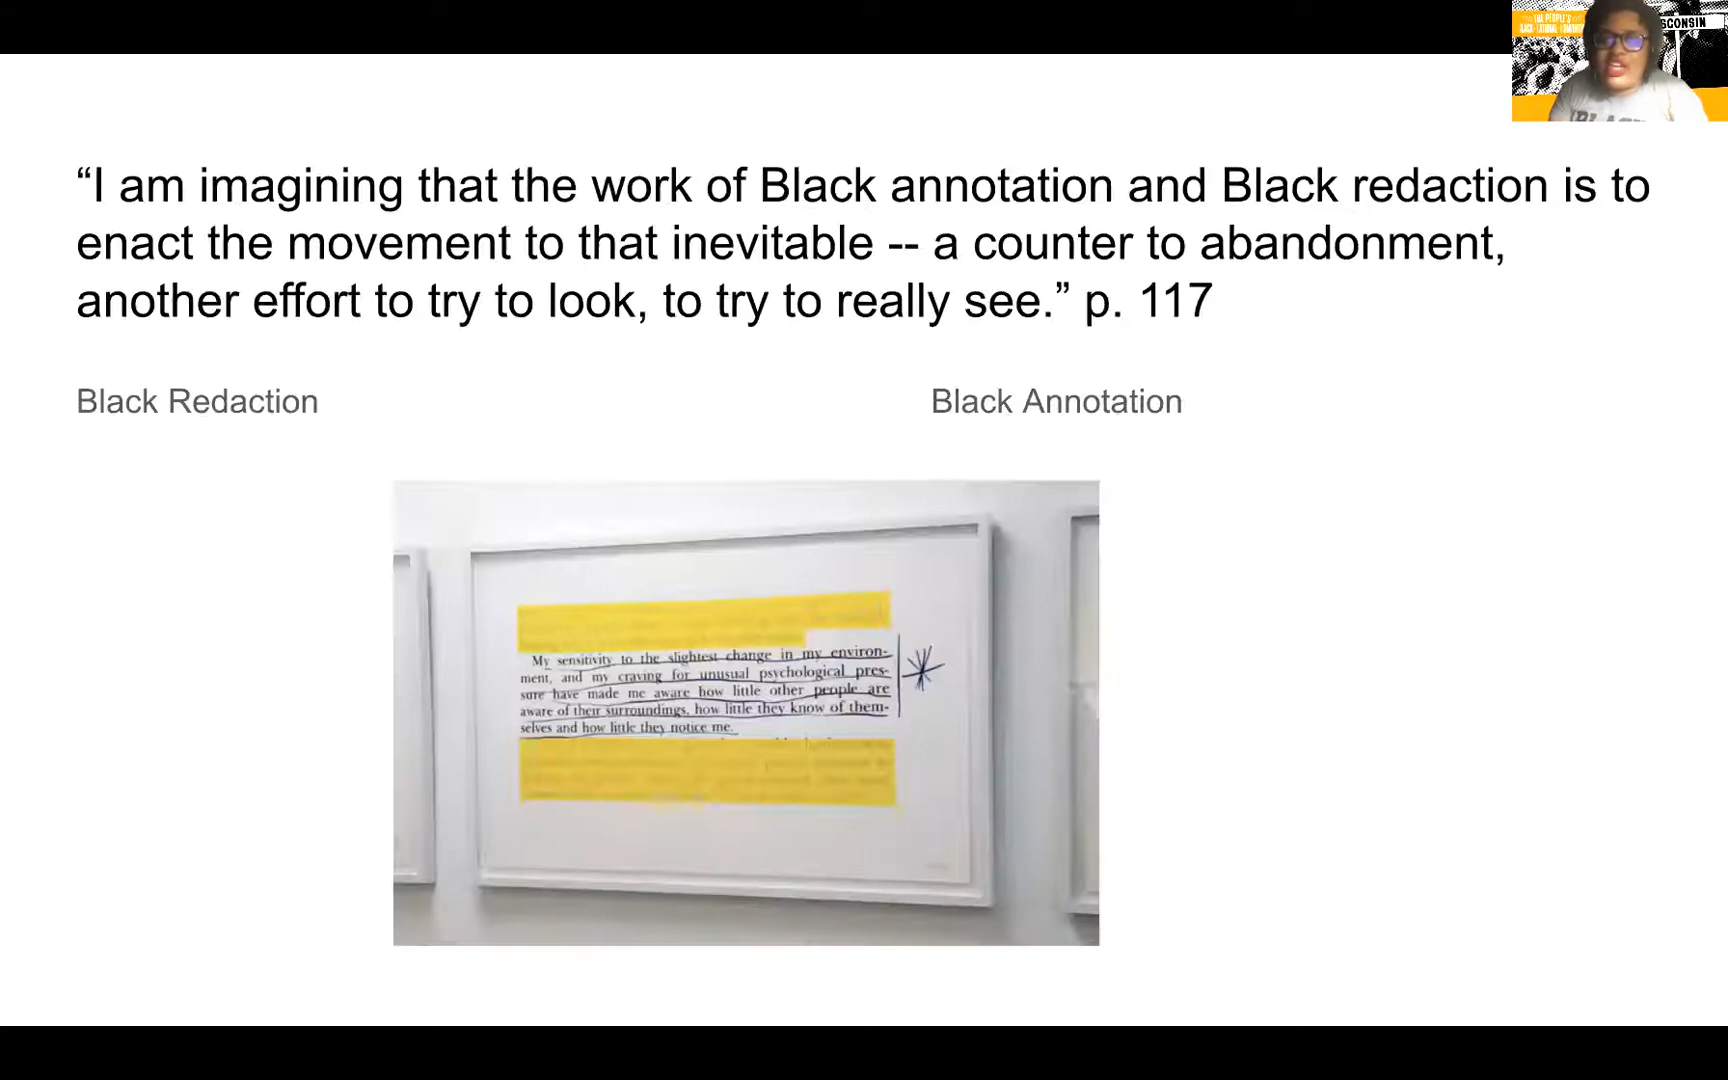 THE PEOPLE'S
SCONSIN
“I am imagining that the work of Black annotation and Black redaction is to
enact the movement to that inevitable -- a counter to abandonment,
another effort to try to look, to try to really see.” p. 117
Black Redaction
Black Annotation
My sensitivity to the slightest change in my environ-
ment, and my craving for unusual psychological pres-
sure have made me aware how little other people are
aware of their surroundings, how little they know of them-
selves and how little they notice me.